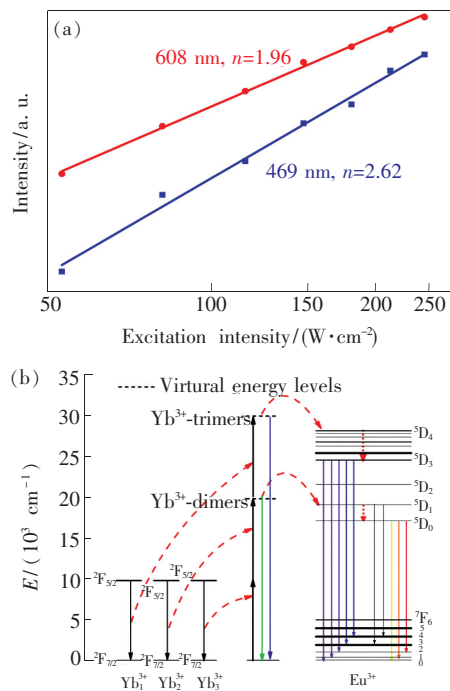 (a)
608 nm, n=1.96
469 nm, n=2.62
Intensity/a. u.
50 100 150 200 250
Excitation intensity/(W·cm⁻²)
(b)
35
30
25
20
15
10
5
0
E/(10³ cm⁻¹)
Virtural energy levels
Yb³⁺-trimers
Yb³⁺-dimers
²F₅/₂ ²F₅/₂ ²F₅/₂
²F₇/₂ ²F₇/₂ ²F₇/₂
Yb₁³⁺ Yb₂³⁺ Yb₃³⁺
⁵D₄
⁵D₃
⁵D₂
⁵D₁
⁵D₀
⁷F₆
5
4
3
2
1
0
Eu³⁺